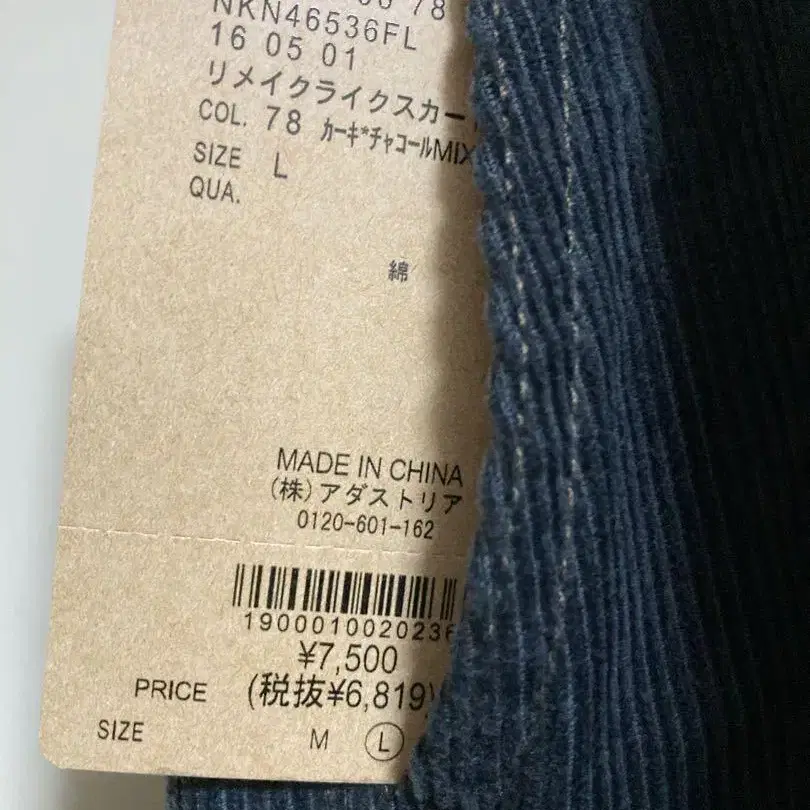 78
NKN46536FL
16 05 01
リメイクライクスカー
COL. 78 カーキ*チャコールMIX
SIZE L
QUA.
綿
MADE IN CHINA
(株)アダストリア
0120-601-162
1900010020236
¥7,500
PRICE (税抜¥6,819)
SIZE M L